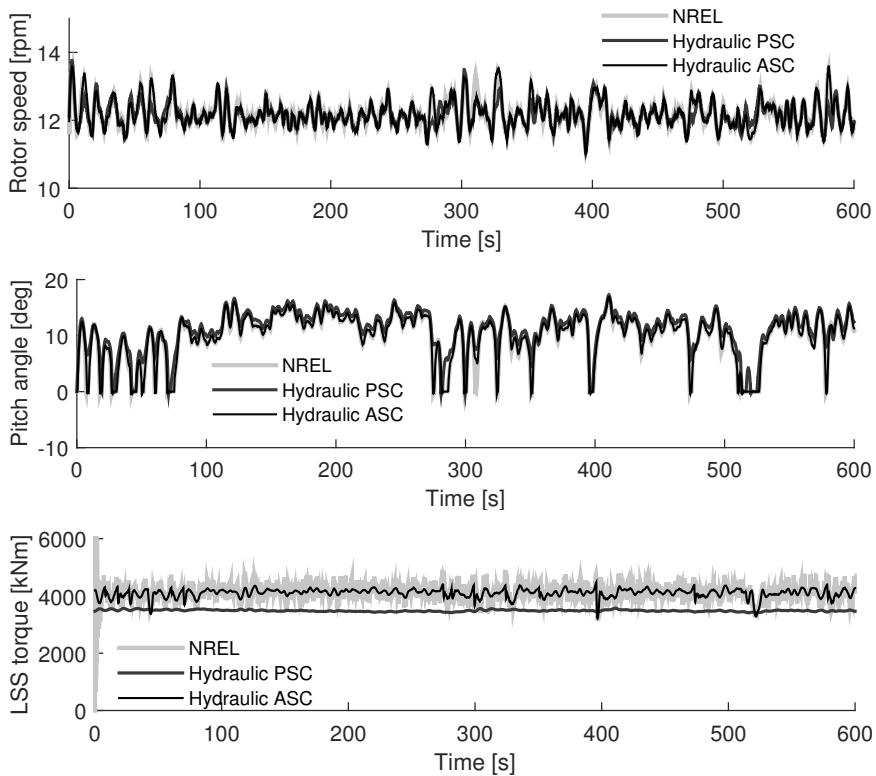 14
12
10
Rotor speed [rpm]
NREL
Hydraulic PSC
Hydraulic ASC
0 100 200 300 400 500 600
Time [s]
20
10
0
-10
Pitch angle [deg]
NREL
Hydraulic PSC
Hydraulic ASC
0 100 200 300 400 500 600
Time [s]
6000
4000
2000
0
LSS torque [kNm]
NREL
Hydraulic PSC
Hydraulic ASC
0 100 200 300 400 500 600
Time [s]